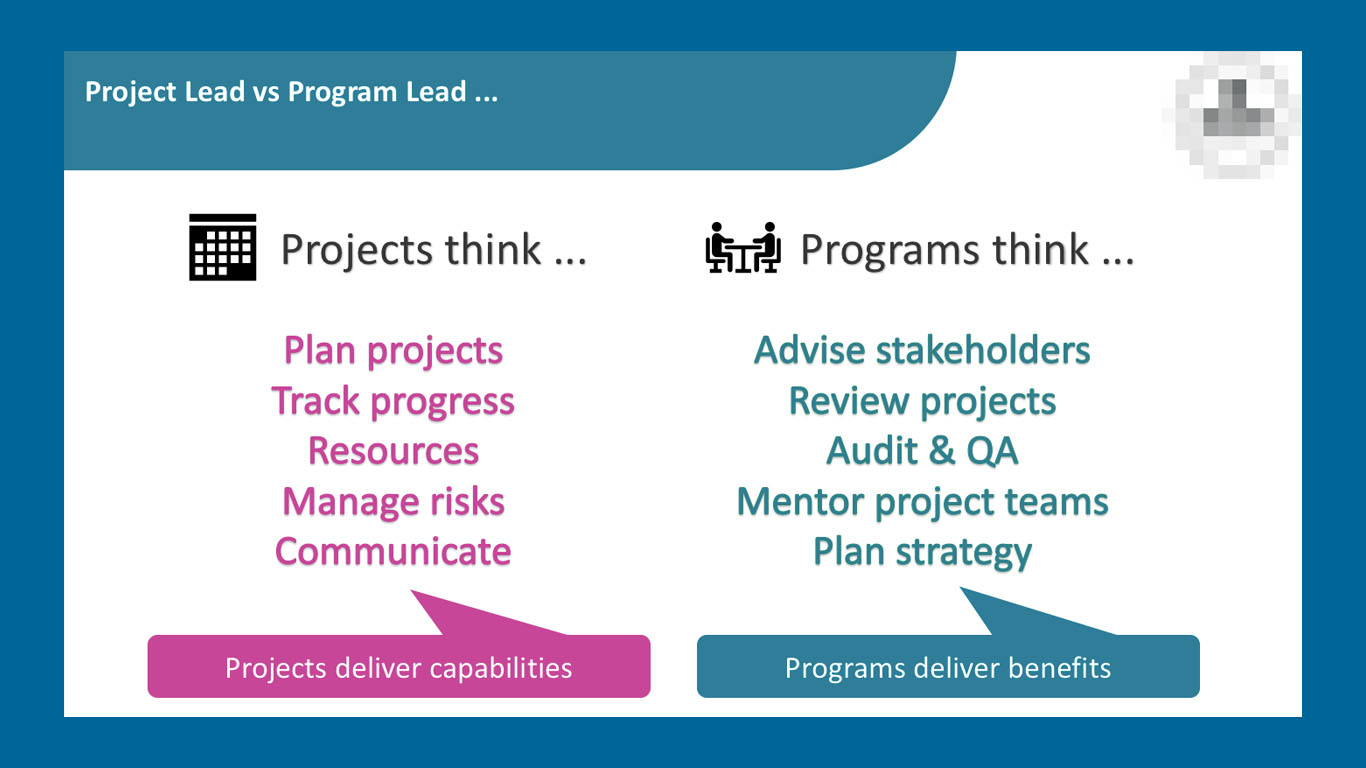 Project Lead vs Program Lead ...
Projects think ...
Plan projects
Track progress
Resources
Manage risks
Communicate
Projects deliver capabilities
Programs think ...
Advise stakeholders
Review projects
Audit & QA
Mentor project teams
Plan strategy
Programs deliver benefits